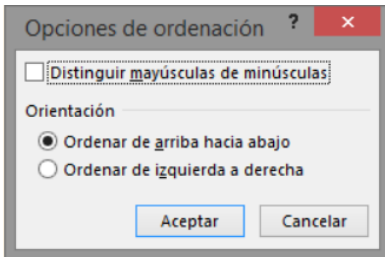 Opciones de ordenación ? ×
Distinguir mayúsculas de minúsculas
Orientación
Ordenar de arriba hacia abajo
Ordenar de izquierda a derecha
Aceptar Cancelar